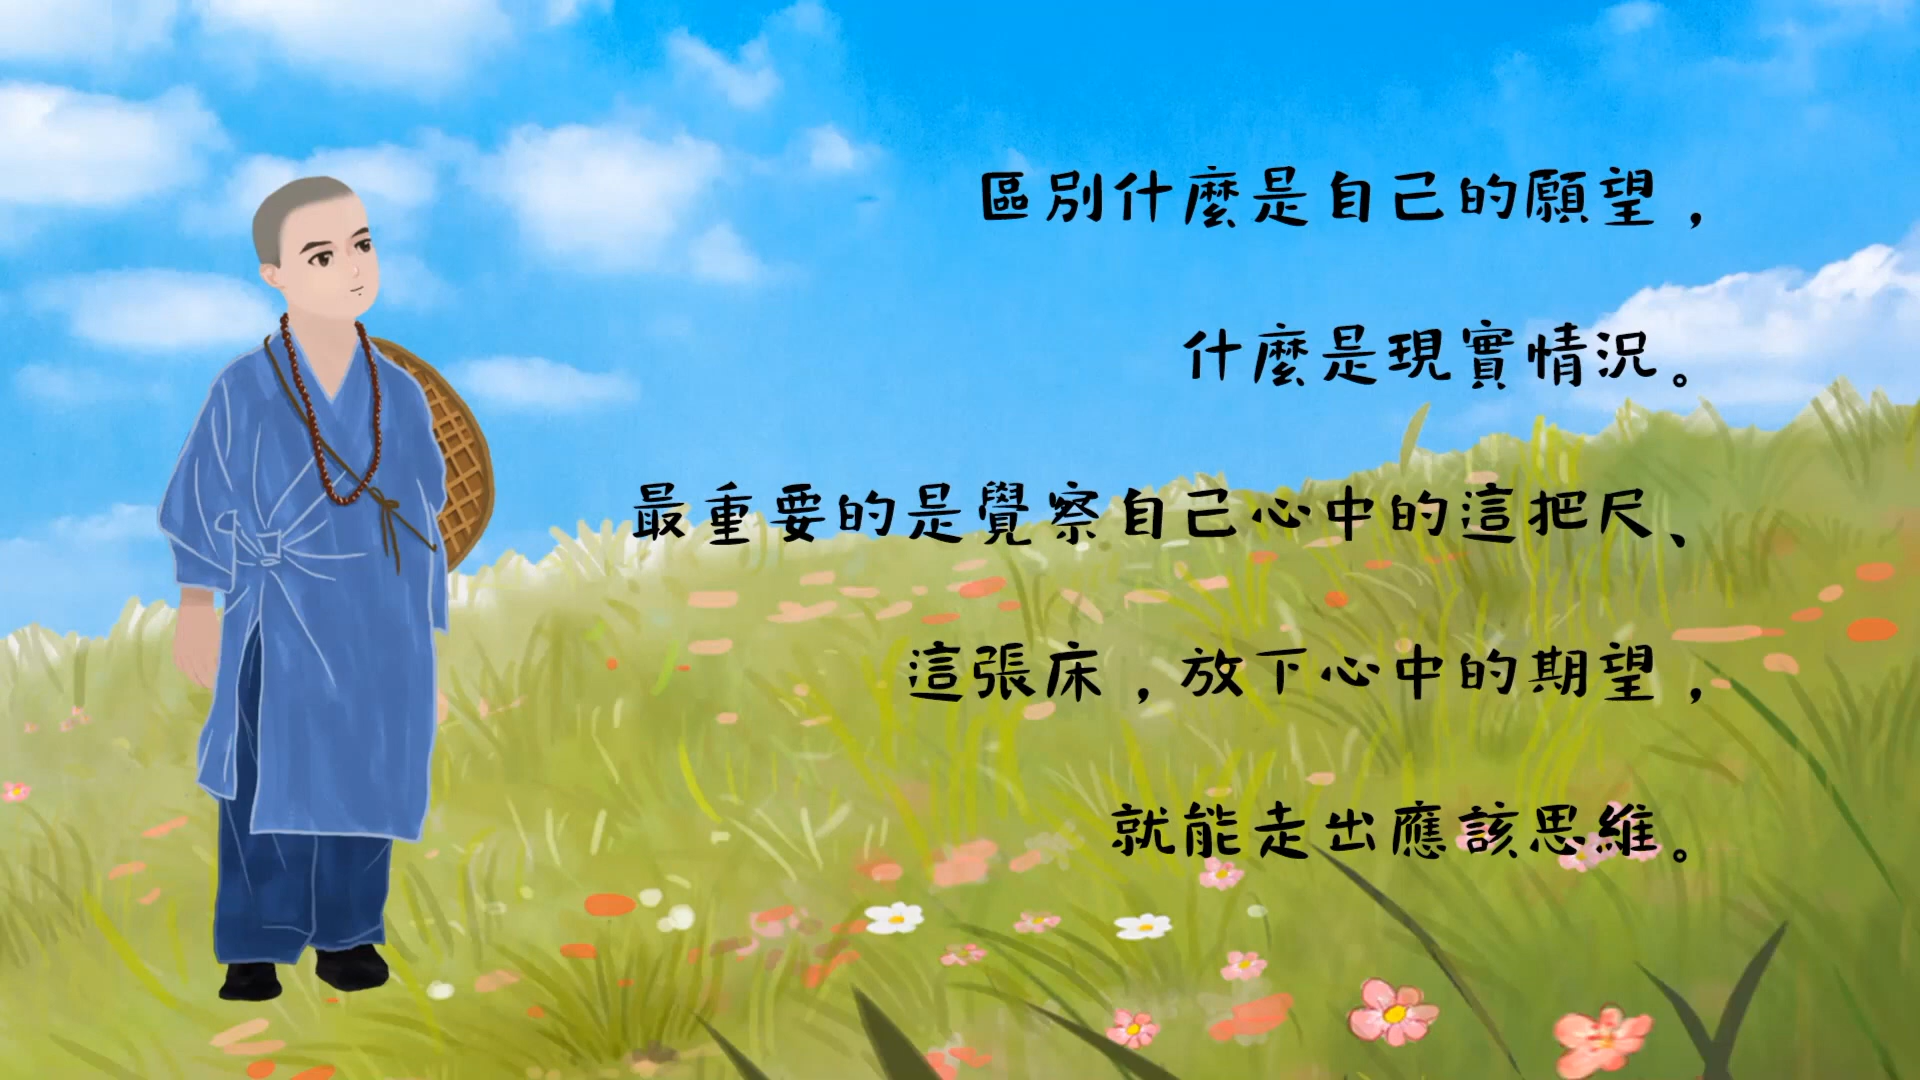 區別什麼是自己的願望，
什麼是現實情況。
最重要的是覺察自己心中的這把尺、
這張床，放下心中的期望，
就能走出應該思維。